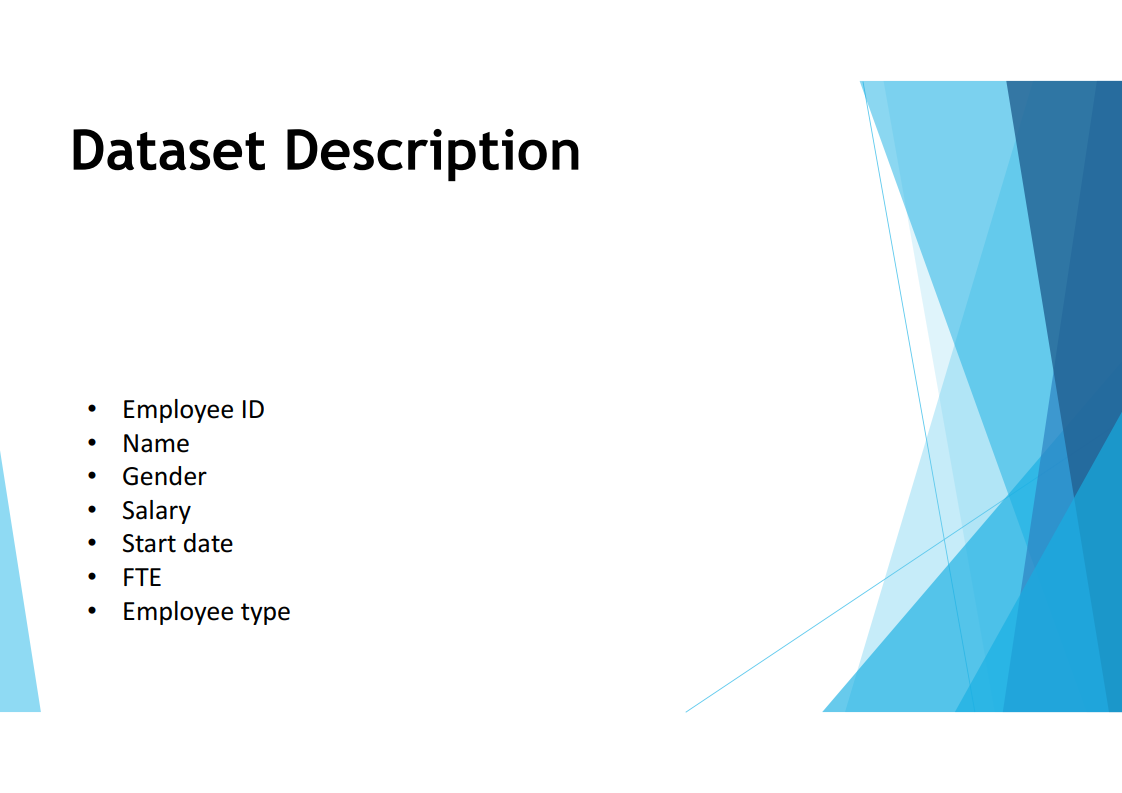 Dataset Description
• Employee ID
• Name
• Gender
• Salary
• Start date
• FTE
• Employee type